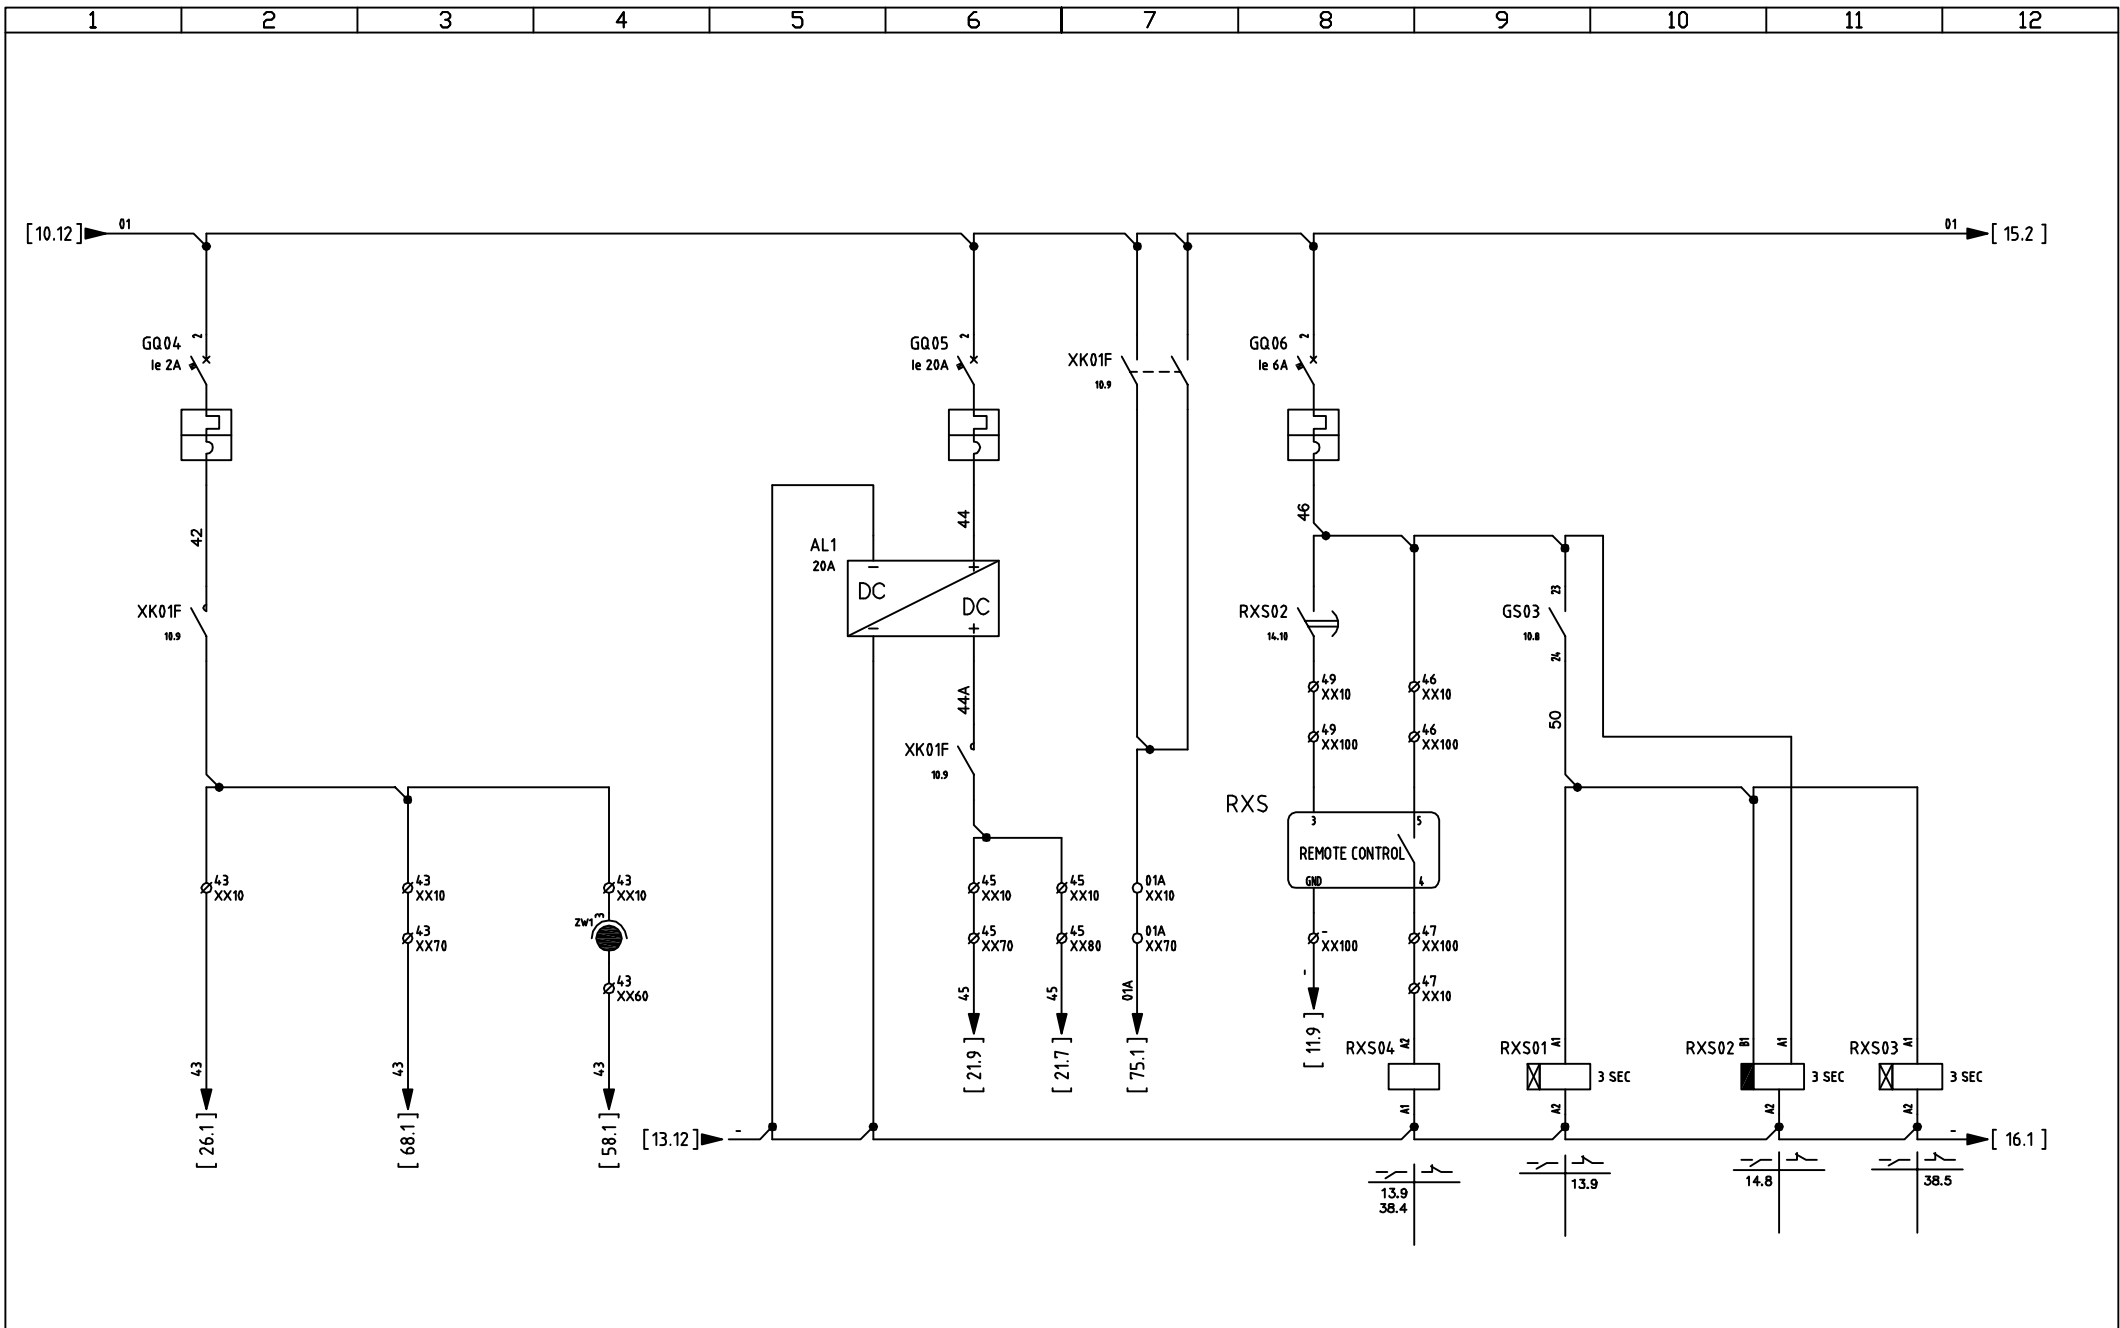 1 2 3 4 5 6 7 8 9 10 11 12
[10.12] 01 01 [ 15.2 ]
GQ04 2
Ie 2A
GQ05 2
Ie 20A
XK01F
10.9
GQ06 2
Ie 6A
42
44
46
AL1
20A
DC
DC
− +
− +
XK01F
10.9
RXS02
14.10
GS03
10.8
23
24
49
XX10
46
XX10
44A
50
49
XX100
46
XX100
XK01F
10.9
RXS
3 5
REMOTE CONTROL
GND 4
43
XX10
43
XX10
43
XX10
45
XX10
45
XX10
01A
XX10
ZW1 3
43
XX70
45
XX70
45
XX80
01A
XX70
-
XX100
47
XX100
43
XX60
47
XX10
45
45
01A
-
[ 21.9 ]
[ 21.7 ]
[ 75.1 ]
[ 11.9 ]
43
43
43
[ 26.1 ]
[ 68.1 ]
[ 58.1 ]
RXS04 A2
A1
RXS01 A1
3 SEC
A2
RXS02 B1 A1
3 SEC
A2
RXS03 A1
3 SEC
A2
[13.12] - - [ 16.1 ]
13.9
38.4
13.9
14.8
38.5